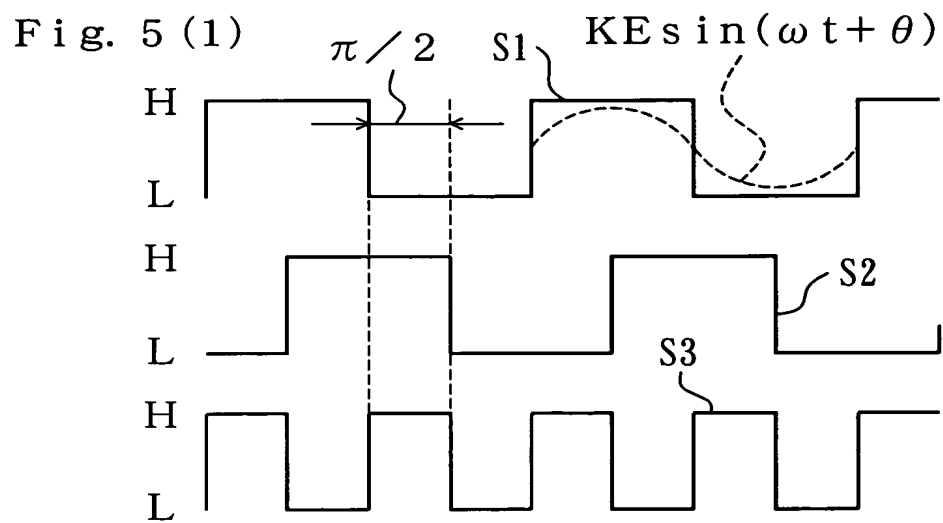 Fig. 5 (1)
π/2
S1
KEsin(ωt+θ)
H
L
H
S2
L
S3
H
L